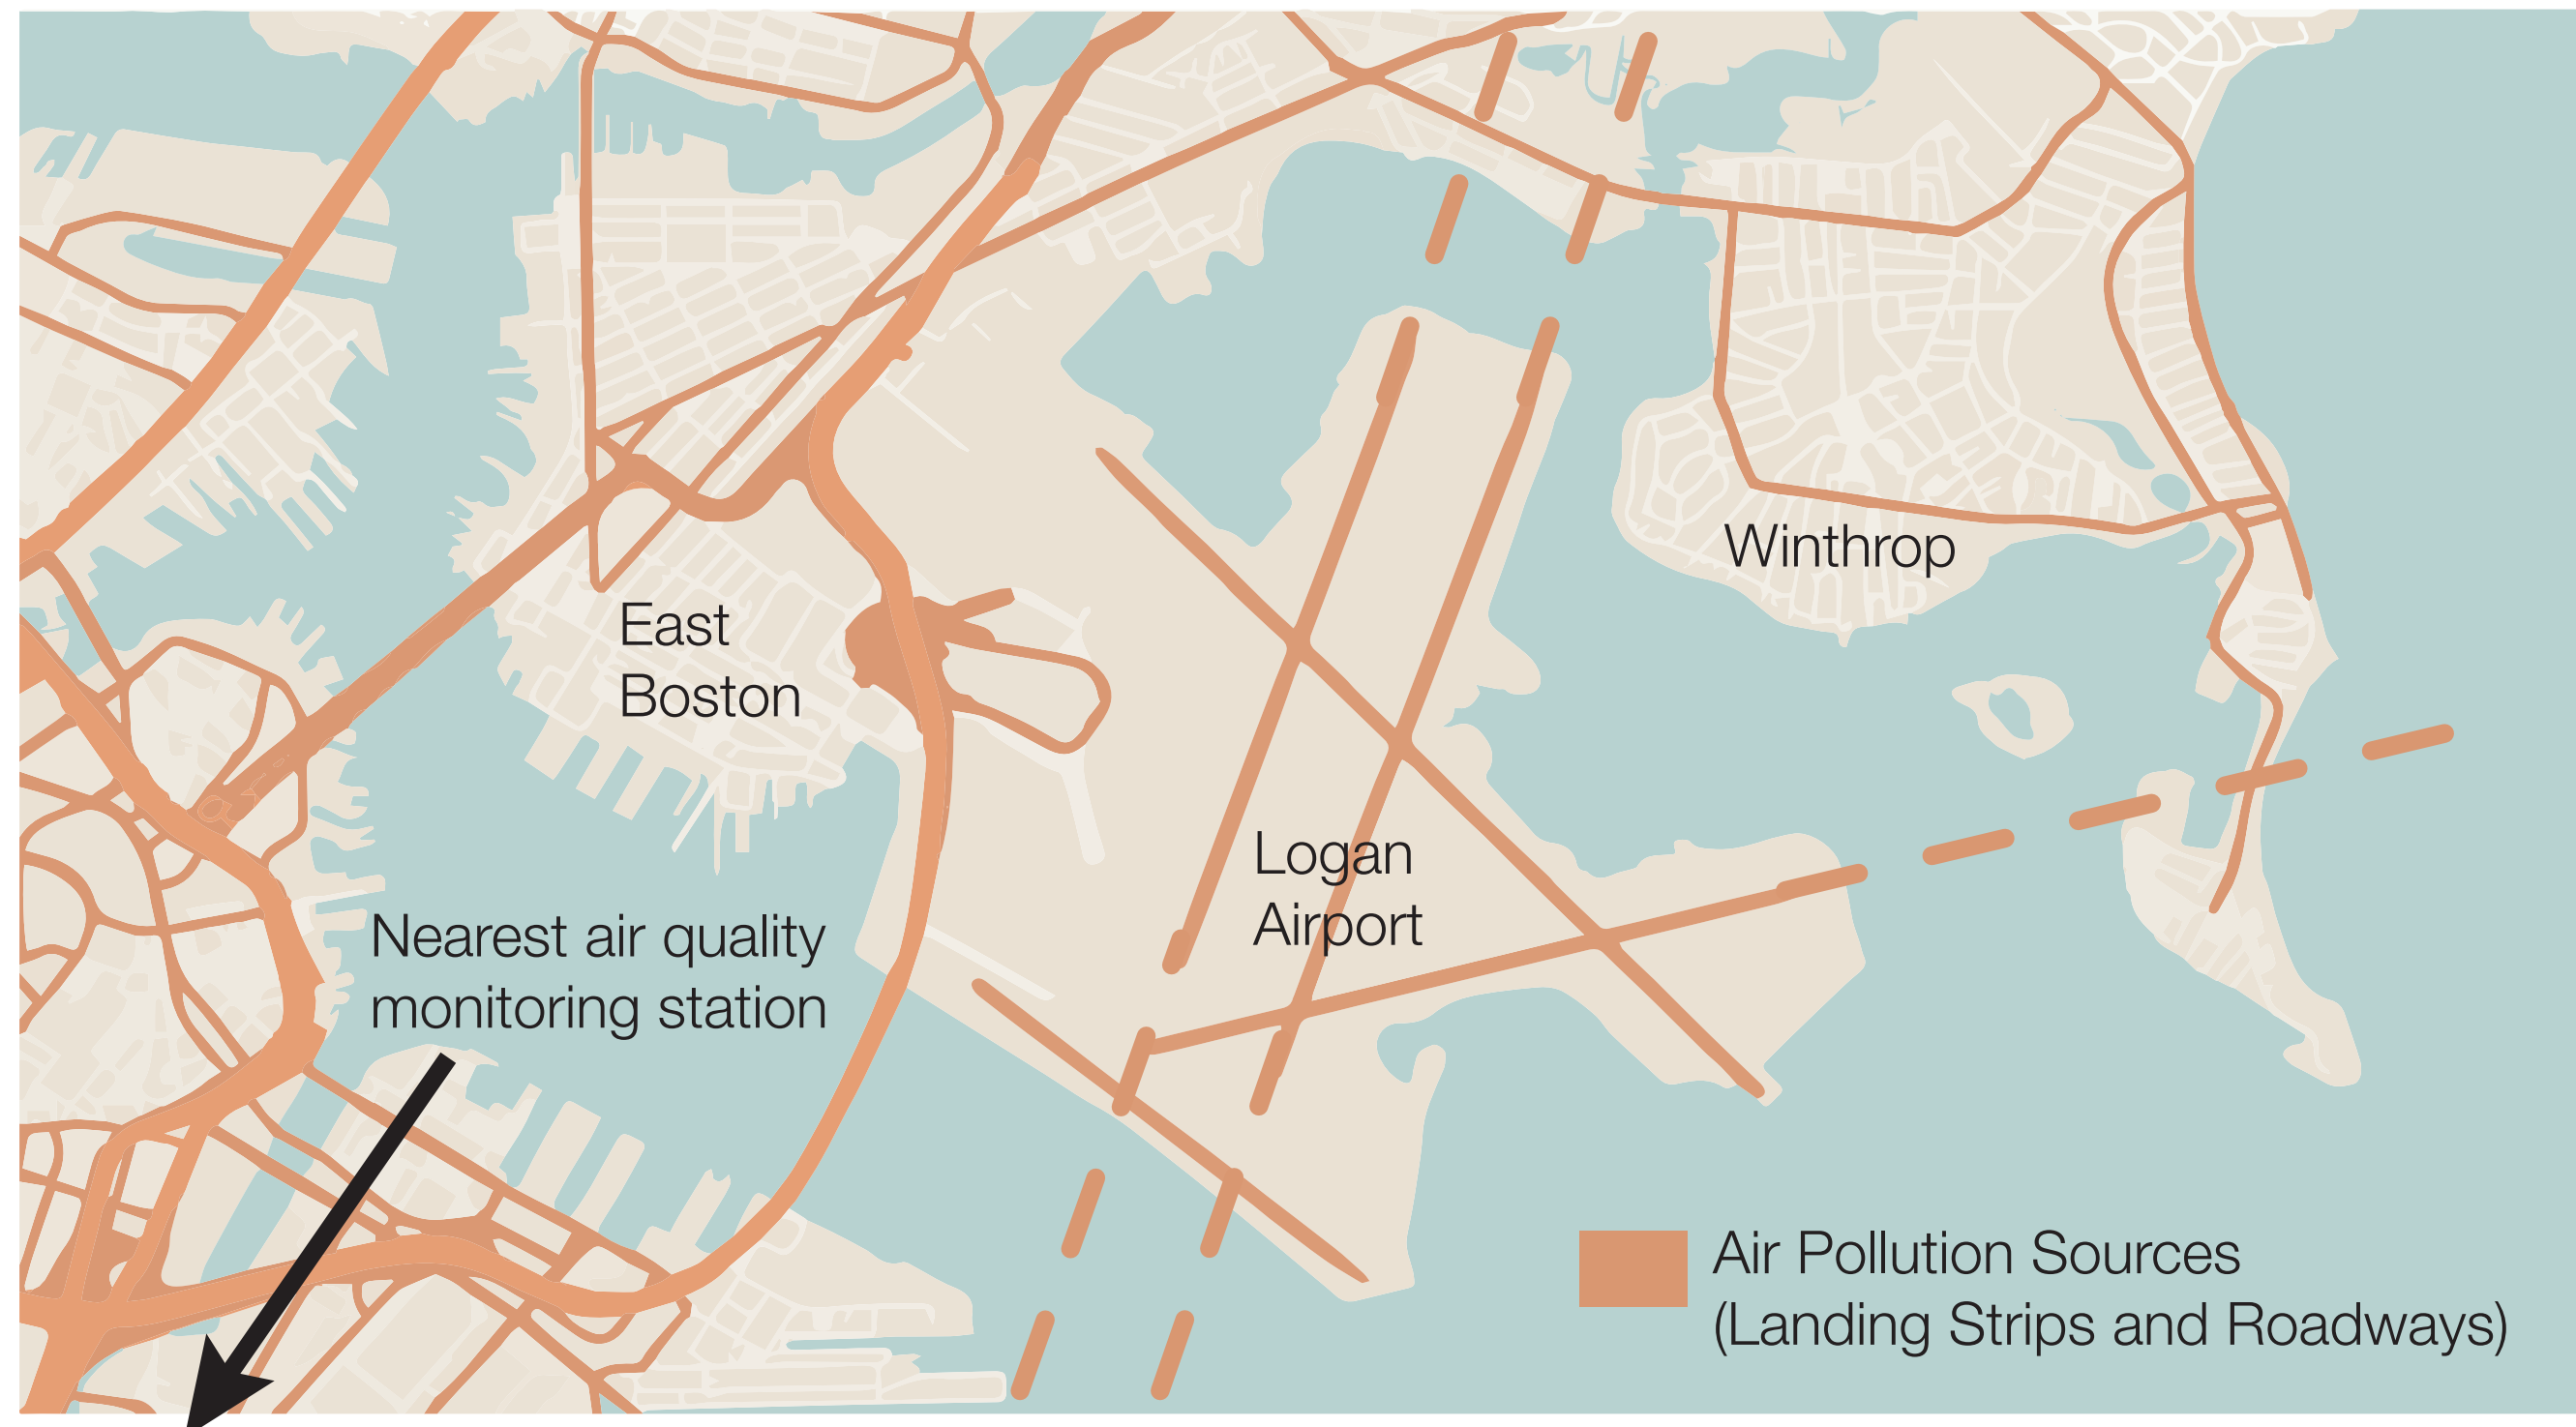 Winthrop
East
Boston
Logan
Airport
Nearest air quality
monitoring station
Air Pollution Sources
(Landing Strips and Roadways)